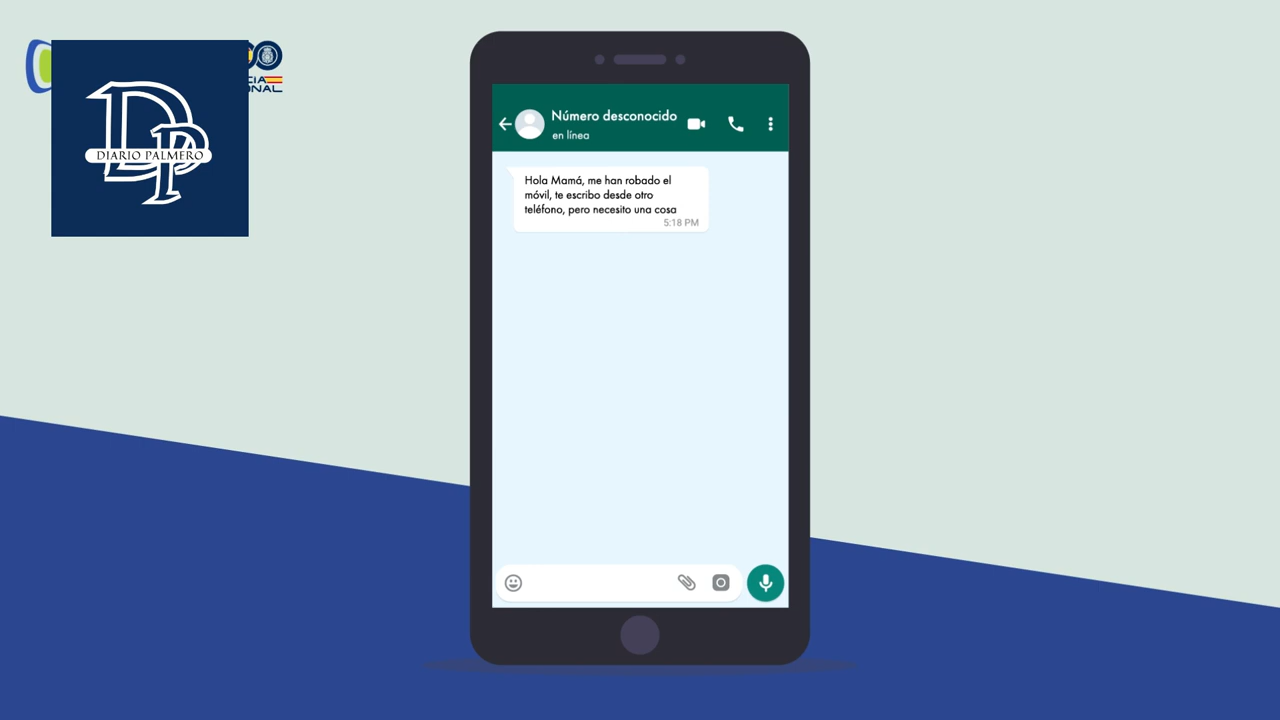 DIARIO PALMERO
Número desconocido
en línea
Hola Mamá, me han robado el
móvil, te escribo desde otro
teléfono, pero necesito una cosa
5:18 PM